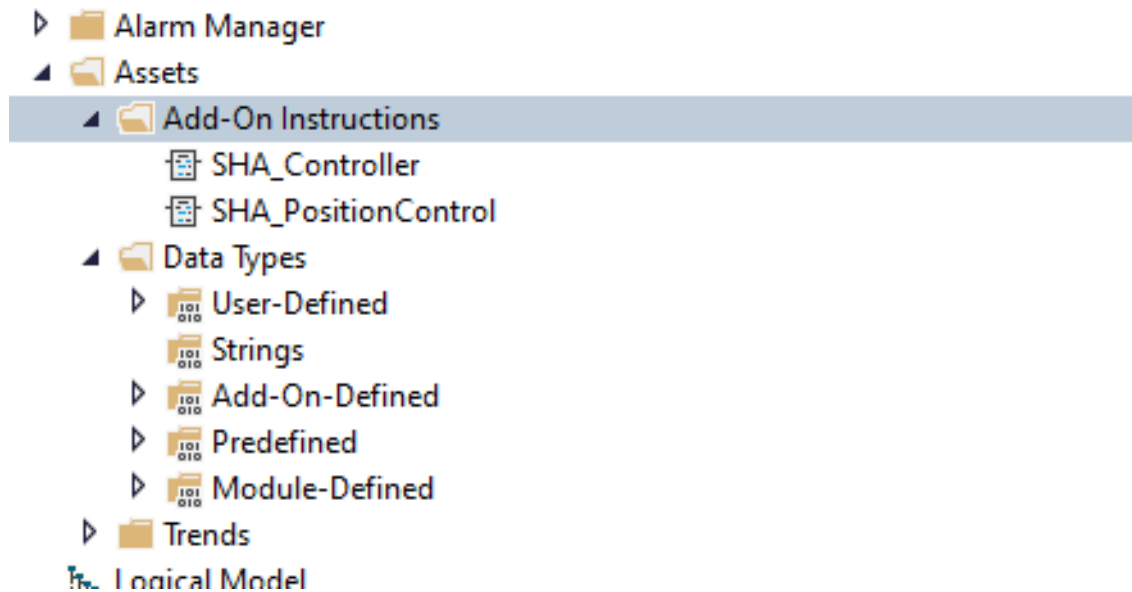 Alarm Manager
Assets
Add-On Instructions
SHA_Controller
SHA_PositionControl
Data Types
User-Defined
Strings
Add-On-Defined
Predefined
Module-Defined
Trends
Logical Model